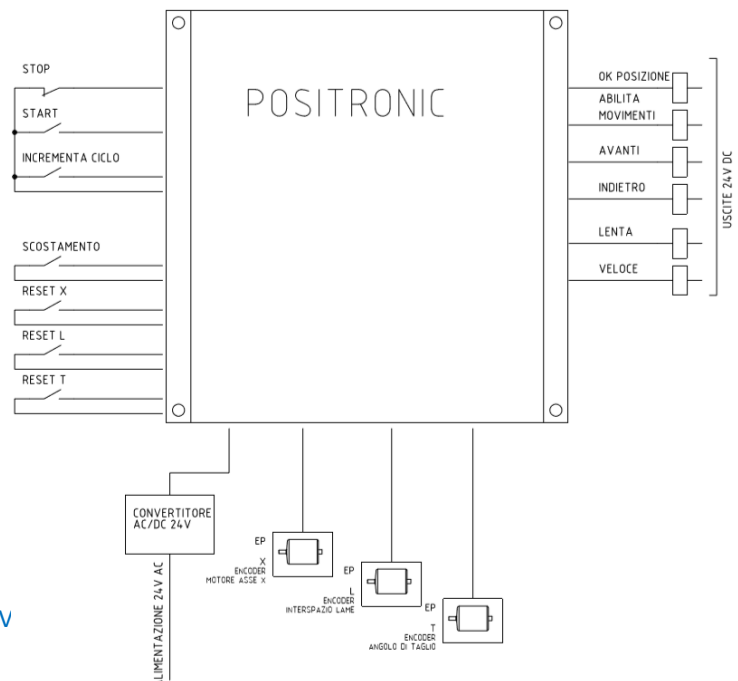 POSITRONIC
STOP
START
INCREMENTA CICLO
SCOSTAMENTO
RESET X
RESET L
RESET T
OK POSIZIONE
ABILITA
MOVIMENTI
AVANTI
INDIETRO
LENTA
VELOCE
USCITE 24V DC
CONVERTITORE
AC/DC 24V
ALIMENTAZIONE 24V AC
EP
X
ENCODER
MOTORE ASSE X
EP
L
ENCODER
INTERSPAZIO LAME
EP
T
ENCODER
ANGOLO DI TAGLIO